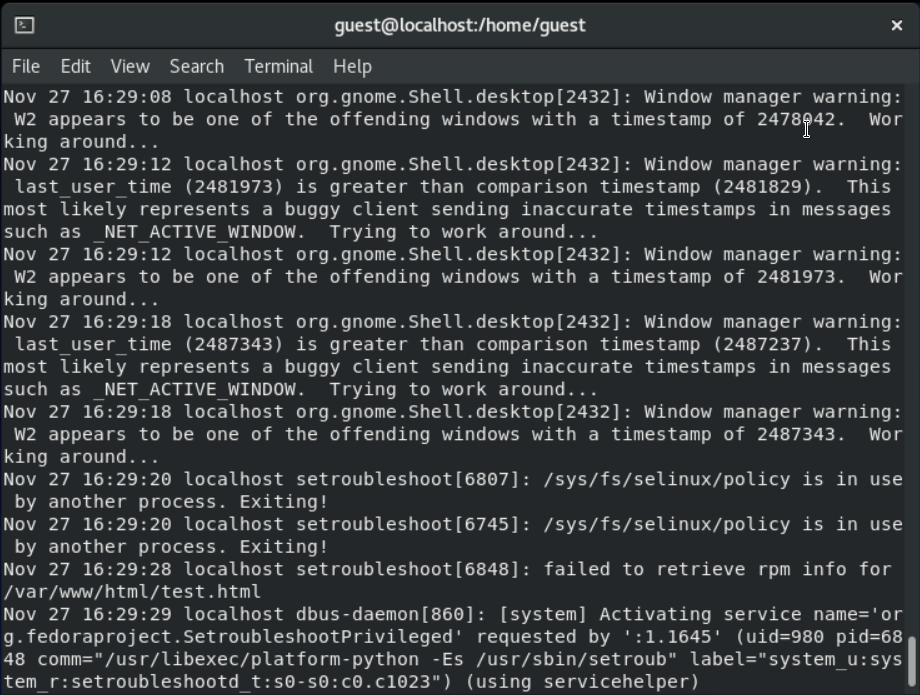 guest@localhost:/home/guest
File Edit View Search Terminal Help
Nov 27 16:29:08 localhost org.gnome.Shell.desktop[2432]: Window manager warning:
W2 appears to be one of the offending windows with a timestamp of 2478042.  Wor
king around...
Nov 27 16:29:12 localhost org.gnome.Shell.desktop[2432]: Window manager warning:
last_user_time (2481973) is greater than comparison timestamp (2481829).  This
most likely represents a buggy client sending inaccurate timestamps in messages
such as _NET_ACTIVE_WINDOW.  Trying to work around...
Nov 27 16:29:12 localhost org.gnome.Shell.desktop[2432]: Window manager warning:
W2 appears to be one of the offending windows with a timestamp of 2481973.  Wor
king around...
Nov 27 16:29:18 localhost org.gnome.Shell.desktop[2432]: Window manager warning:
last_user_time (2487343) is greater than comparison timestamp (2487237).  This
most likely represents a buggy client sending inaccurate timestamps in messages
such as _NET_ACTIVE_WINDOW.  Trying to work around...
Nov 27 16:29:18 localhost org.gnome.Shell.desktop[2432]: Window manager warning:
W2 appears to be one of the offending windows with a timestamp of 2487343.  Wor
king around...
Nov 27 16:29:20 localhost setroubleshoot[6807]: /sys/fs/selinux/policy is in use
by another process. Exiting!
Nov 27 16:29:20 localhost setroubleshoot[6745]: /sys/fs/selinux/policy is in use
by another process. Exiting!
Nov 27 16:29:28 localhost setroubleshoot[6848]: failed to retrieve rpm info for
/var/www/html/test.html
Nov 27 16:29:29 localhost dbus-daemon[860]: [system] Activating service name='or
g.fedoraproject.SetroubleshootPrivileged' requested by ':1.1645' (uid=980 pid=68
48 comm="/usr/libexec/platform-python -Es /usr/sbin/setroub" label="system_u:sys
tem_r:setroubleshootd_t:s0-s0:c0.c1023") (using servicehelper)